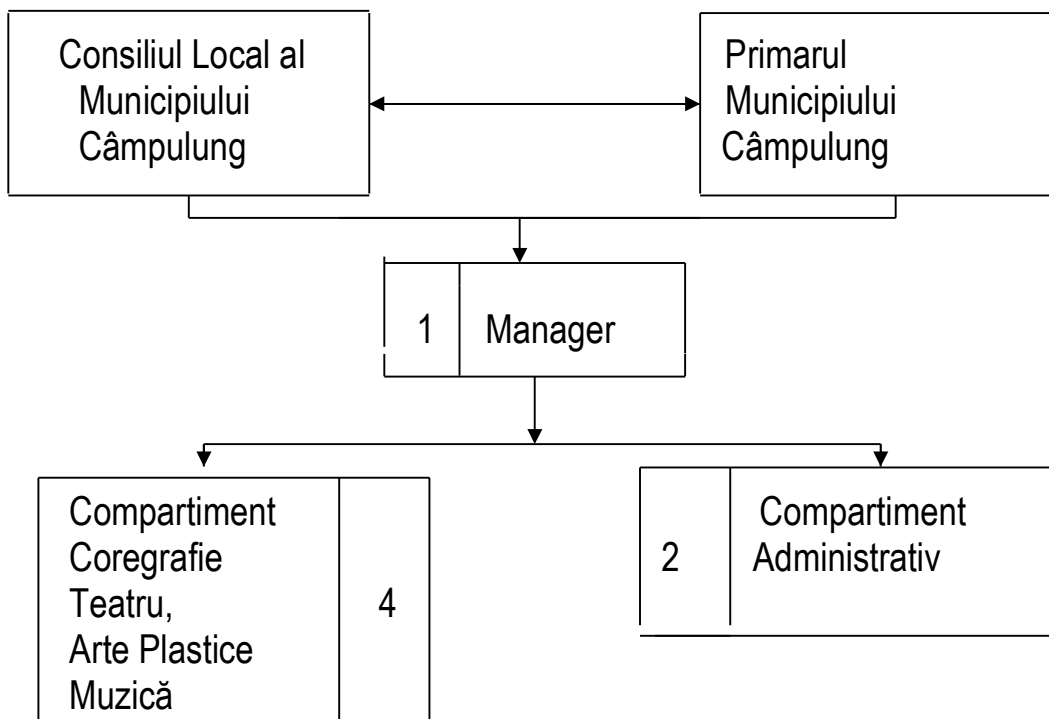 Consiliul Local al
Municipiului
Câmpulung
Primarul
Municipiului
Câmpulung
1
Manager
Compartiment
Coregrafie
Teatru,
Arte Plastice
Muzică
4
2
Compartiment
Administrativ